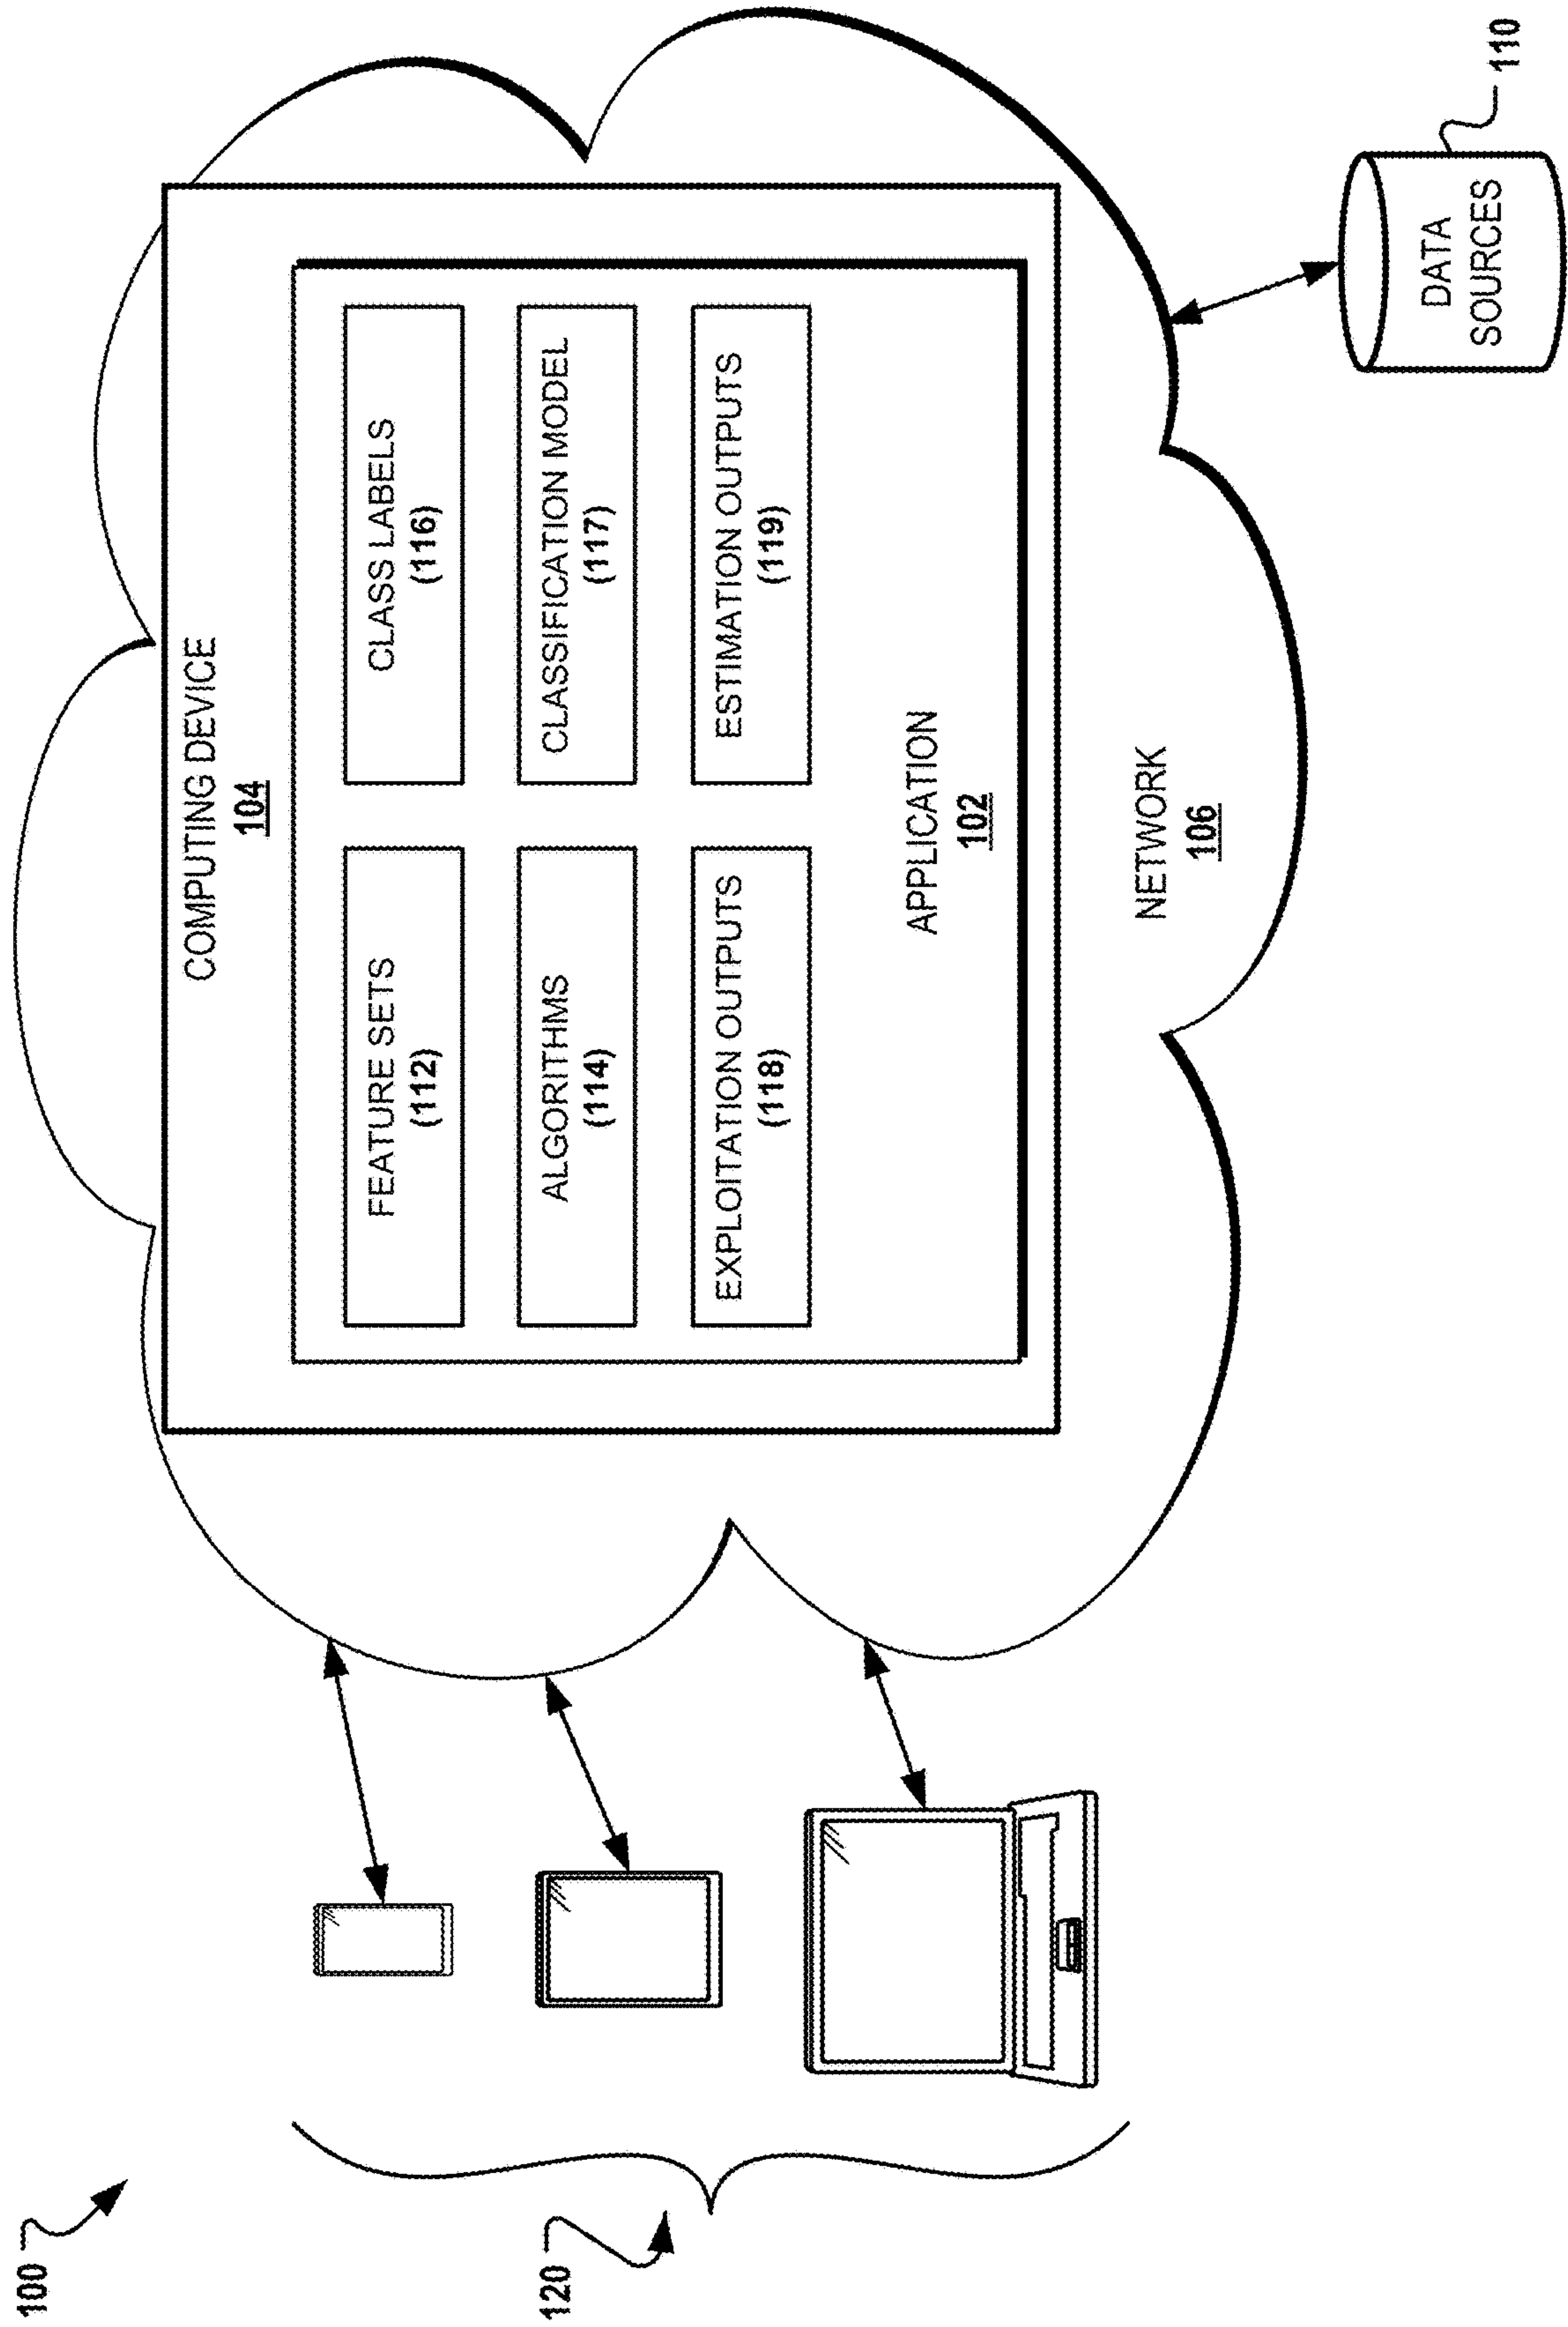 100
COMPUTING DEVICE
104
FEATURE SETS
(112)
CLASS LABELS
(116)
ALGORITHMS
(114)
CLASSIFICATION MODEL
(117)
EXPLOITATION OUTPUTS
(118)
ESTIMATION OUTPUTS
(119)
APPLICATION
102
120
NETWORK
106
DATA
SOURCES
110